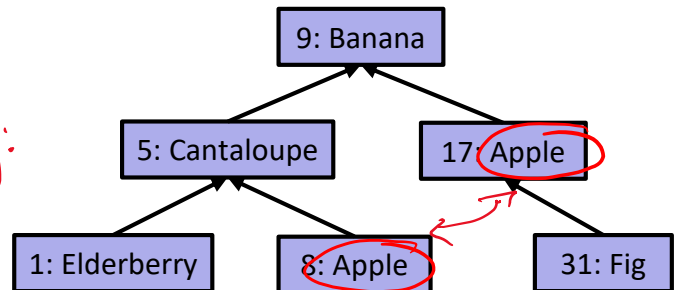 9: Banana
5: Cantaloupe
17: Apple
1: Elderberry
8: Apple
31: Fig